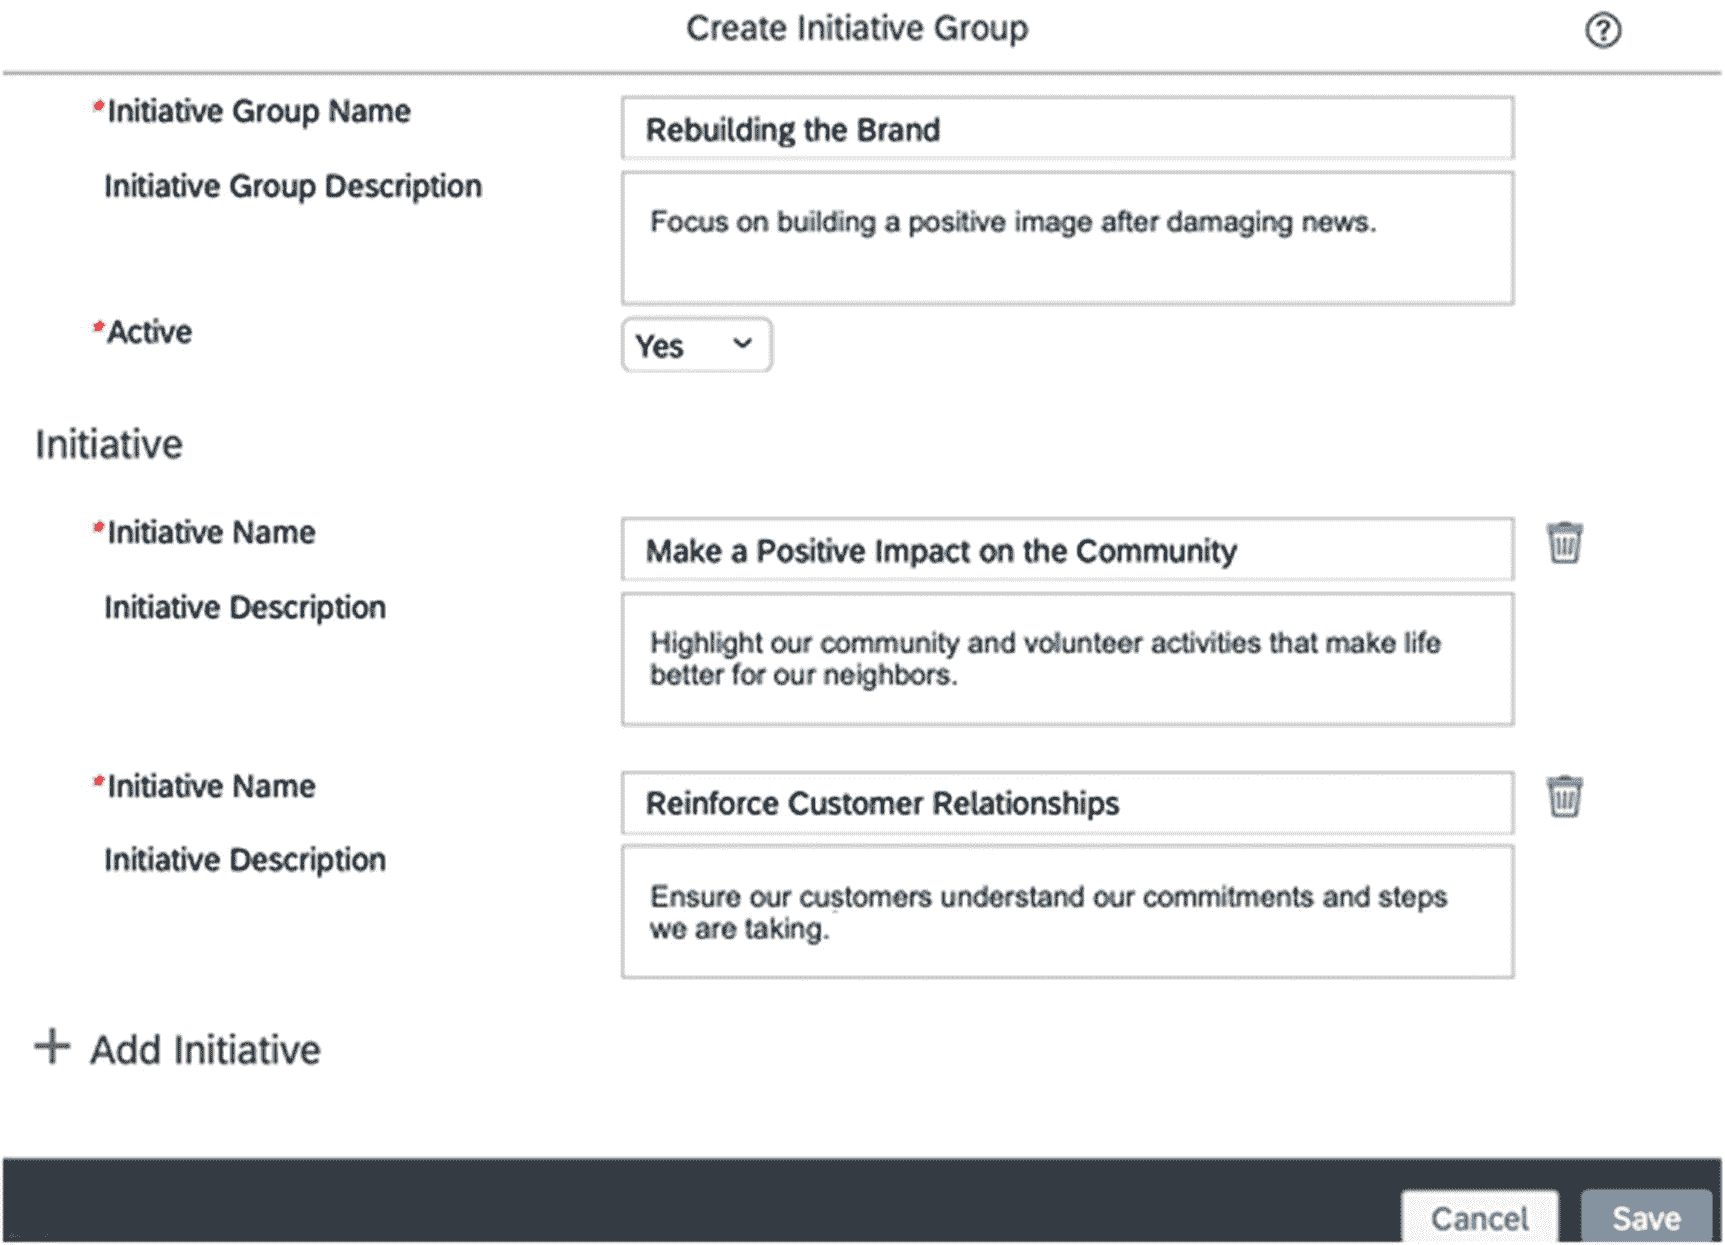 Create Initiative Group
?
*Initiative Group Name
Rebuilding the Brand
Initiative Group Description
Focus on building a positive image after damaging news.
*Active
Yes
Initiative
*Initiative Name
Make a Positive Impact on the Community
Initiative Description
Highlight our community and volunteer activities that make life
better for our neighbors.
*Initiative Name
Reinforce Customer Relationships
Initiative Description
Ensure our customers understand our commitments and steps
we are taking.
+ Add Initiative
Cancel
Save